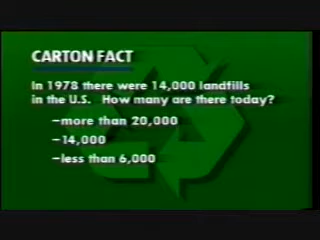 CARTON FACT
In 1978 there were 14,000 landfills
in the U.S. How many are there today?
-more than 20,000
-14,000
-less than 6,000